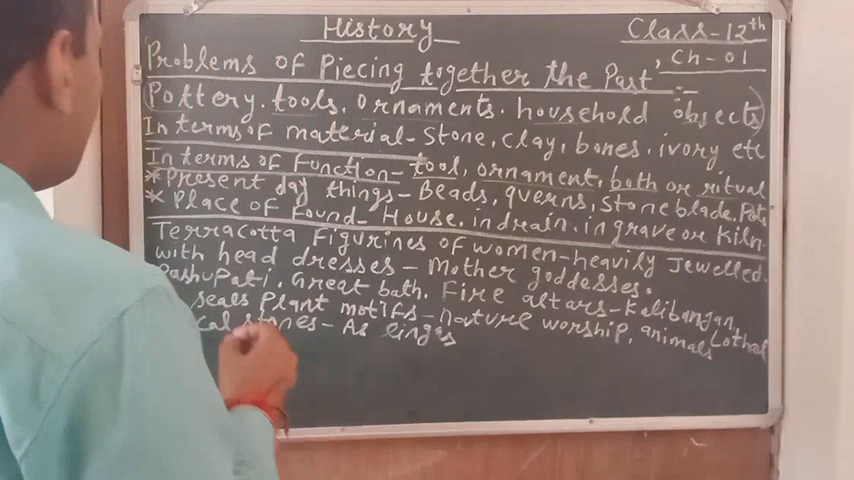 History
Class-12th
, Ch-01
Problems of Piecing together the Past :-
(Pottery. tools. ornaments. household objects)
In terms of material- Stone, Clay, bones, ivory etc
In terms of Function- tool, ornament, both or ritual
*Present day things- Beads, querns, Stone blade, Pots
* Place of Found- House, in drain, in grave or Kiln.
Terracotta figurines of women-heavily Jewelled.
with head dresses - Mother goddesses.
Pashupati. Great bath. Fire altars-Kalibangan,
Lothal
seals Plant motifs-nature worship, animals
stones- As lingas